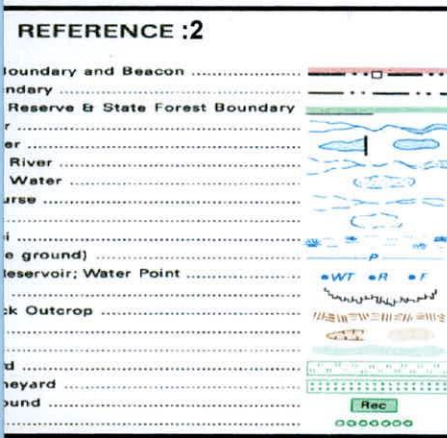 REFERENCE :2
oundary and Beacon
ndary
Reserve & State Forest Boundary
r
er
River
Water
urse
i
e ground)
P
eservoir; Water Point
WT R F
ck Outcrop
d
neyard
ound
Rec